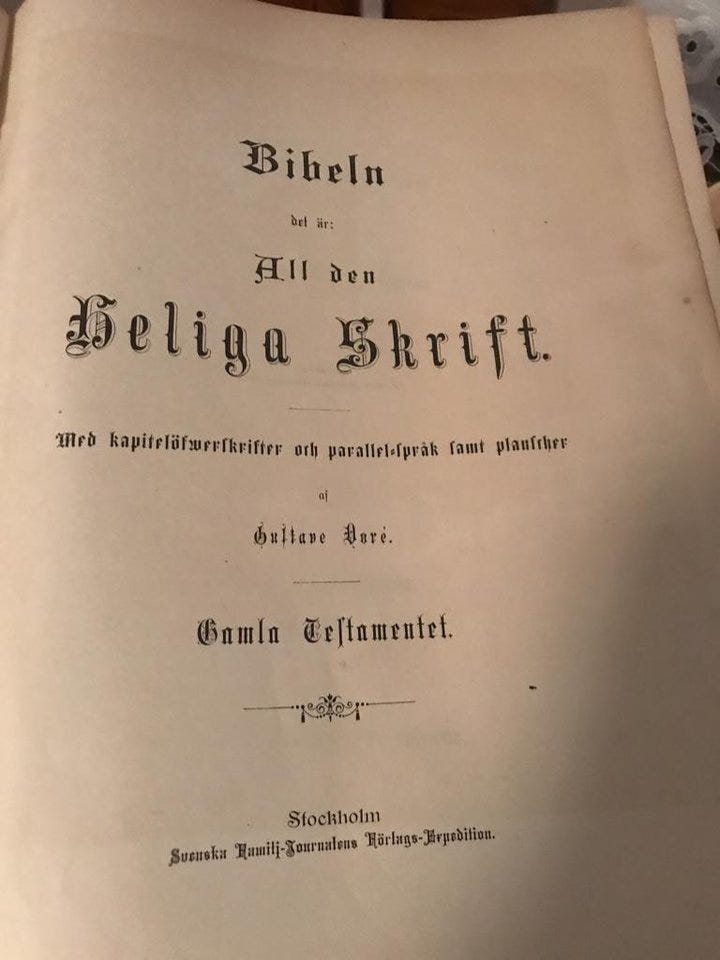 Bibeln
det är:
All den
Heliga Skrift.
Med kapitelöfwerskrifter och parallel-språk samt planscher
af
Gustave Doré.
Gamla Testamentet.
Stockholm
Svenska Familj-Journalens Förlags-Expedition.